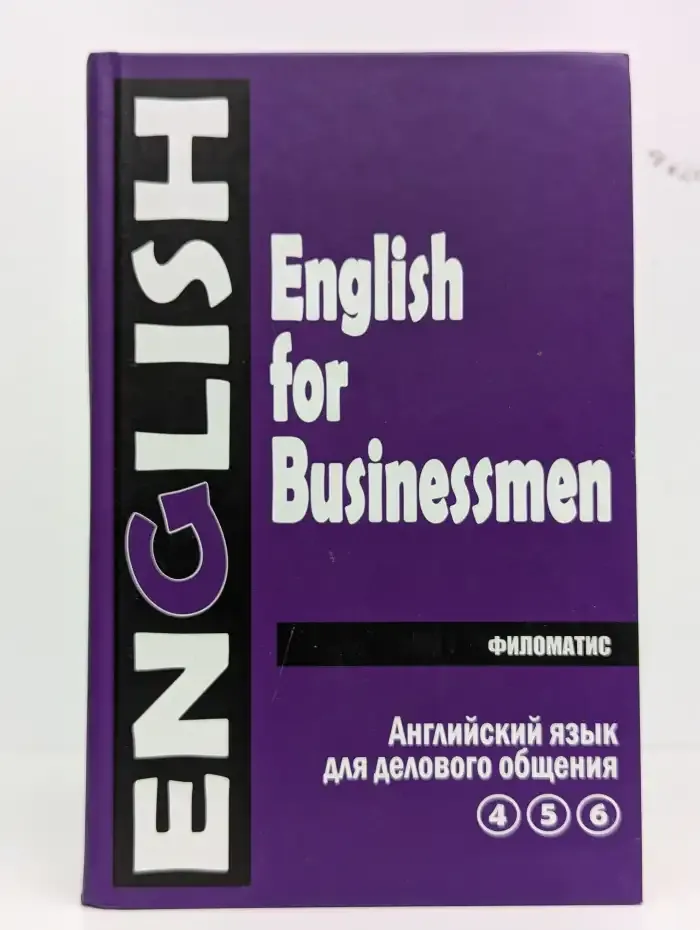 ENGLISH
English
for
Businessmen
ФИЛОМАТИС
Английский язык
для делового общения
4 5 6